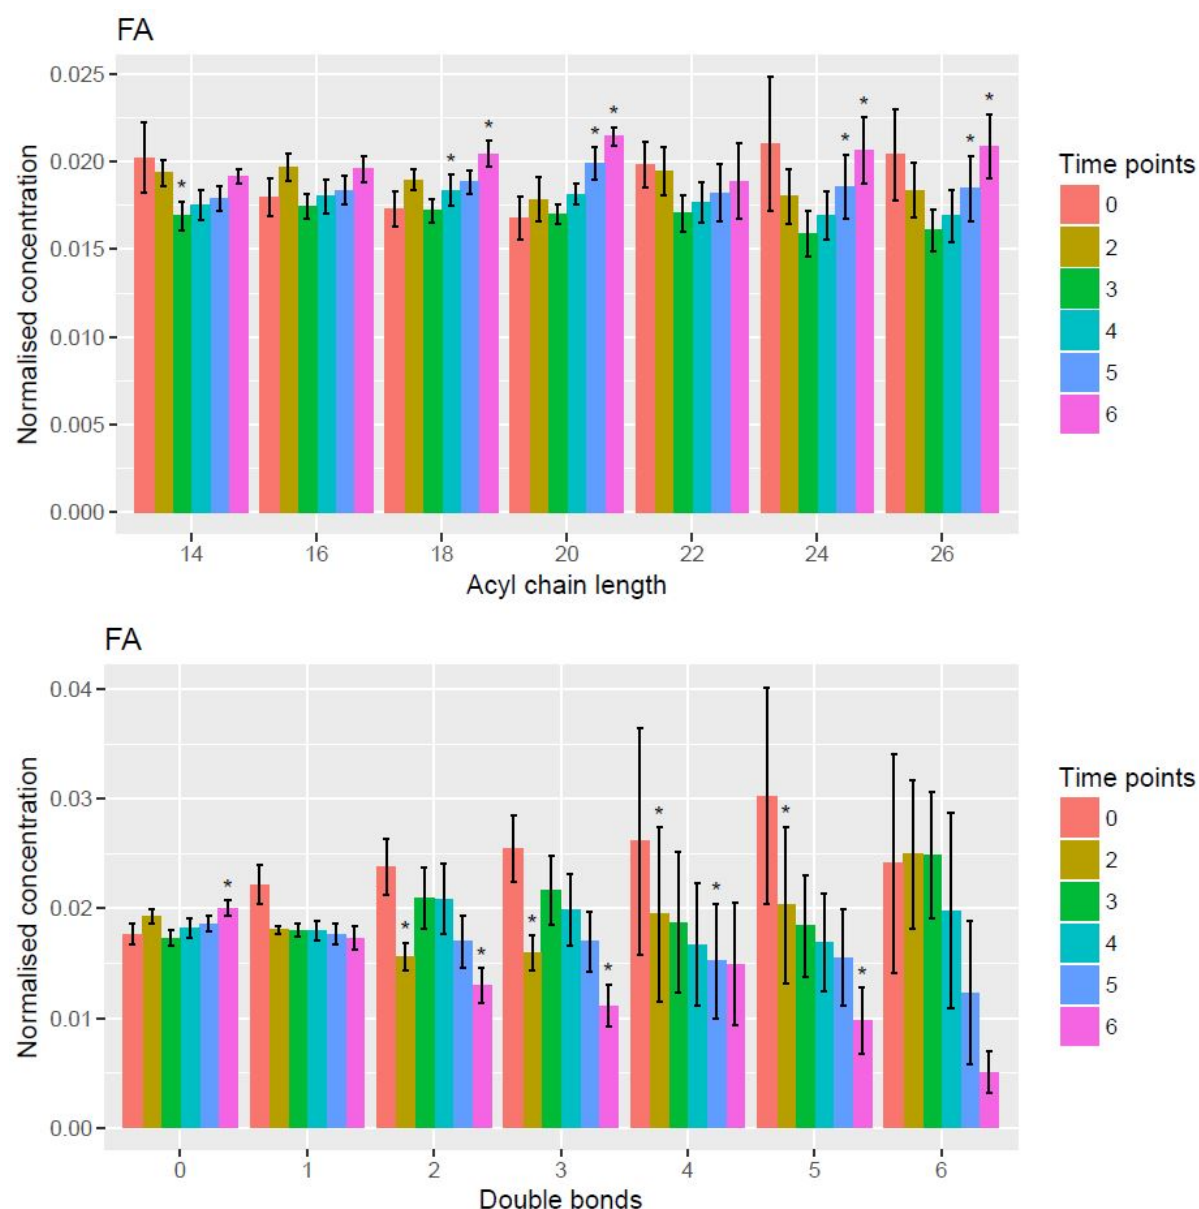 FA
0.025
0.020
0.015
0.010
0.005
0.000
Normalised concentration
* * * * * * * * *
14 16 18 20 22 24 26
Acyl chain length
Time points
0
2
3
4
5
6
FA
0.04
0.03
0.02
0.01
0.00
Normalised concentration
* * * * * * * * *
0 1 2 3 4 5 6
Double bonds
Time points
0
2
3
4
5
6